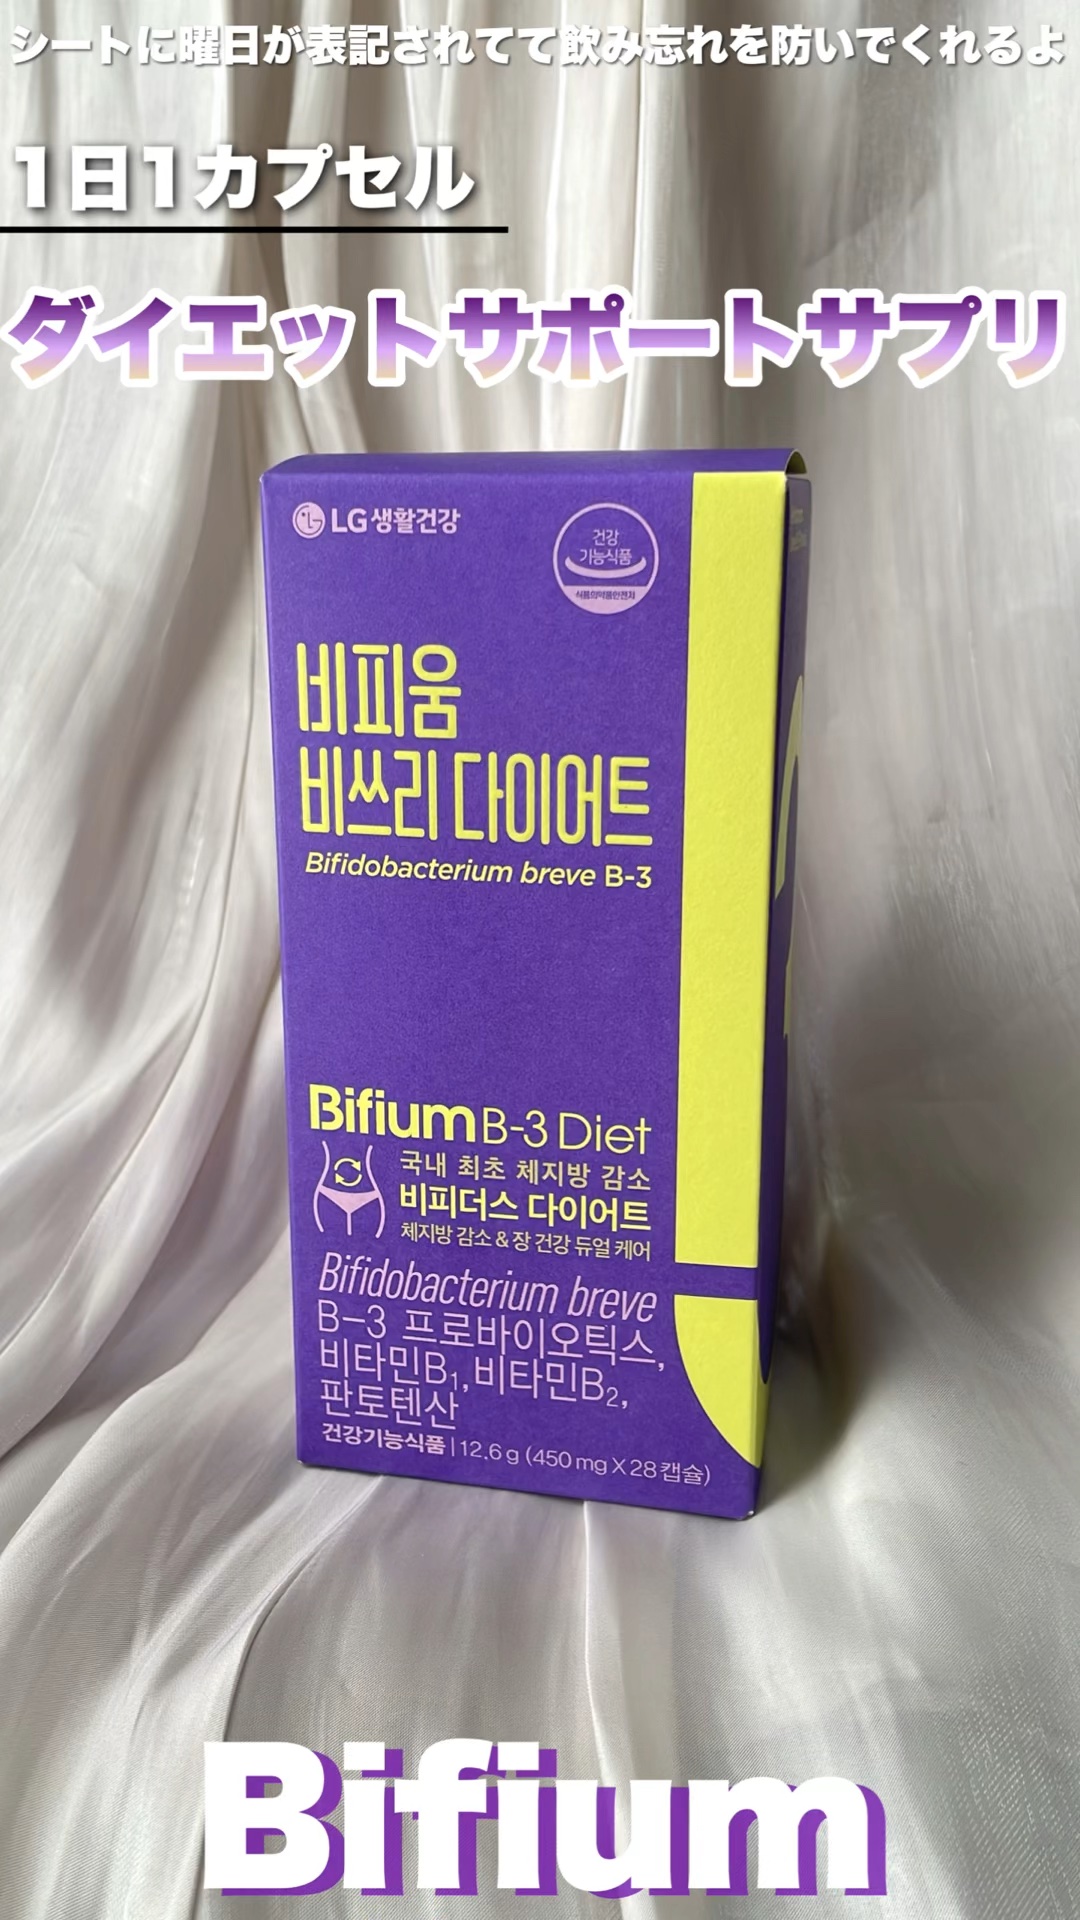 シートに曜日が表記されてて飲み忘れを防いでくれるよ
1日1カプセル
ダイエットサポートサプリ
LG생활건강
건강
기능식품
식품의약품안전처
비피움
비쓰리 다이어트
Bifidobacterium breve B-3
Bifium B-3 Diet
국내 최초 체지방 감소
비피더스 다이어트
체지방 감소 & 장 건강 듀얼 케어
Bifidobacterium breve
B-3 프로바이오틱스,
비타민B₁, 비타민B₂,
판토텐산
건강기능식품 | 12.6 g (450 mg X 28캡슐)
Bifium